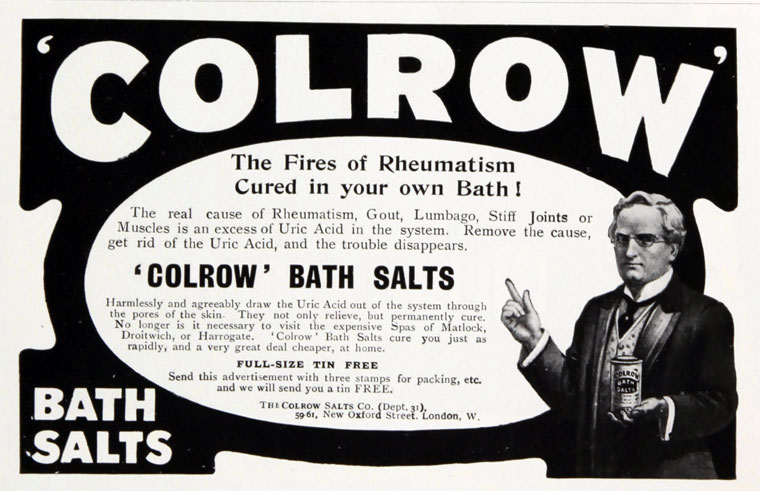 'COLROW'
The Fires of Rheumatism
Cured in your own Bath!
The real cause of Rheumatism, Gout, Lumbago, Stiff Joints or
Muscles is an excess of Uric Acid in the system. Remove the cause,
get rid of the Uric Acid, and the trouble disappears.
'COLROW' BATH SALTS
Harmlessly and agreeably draw the Uric Acid out of the system through
the pores of the skin. They not only relieve, but permanently cure.
No longer is it necessary to visit the expensive Spas of Matlock,
Droitwich, or Harrogate. 'Colrow' Bath Salts cure you just as
rapidly, and a very great deal cheaper, at home.
FULL-SIZE TIN FREE
Send this advertisement with three stamps for packing, etc.
and we will send you a tin FREE.
THE COLROW SALTS CO. (Dept. 31),
59-61, New Oxford Street, London, W.
COLROW
BATH
SALTS
BATH
SALTS